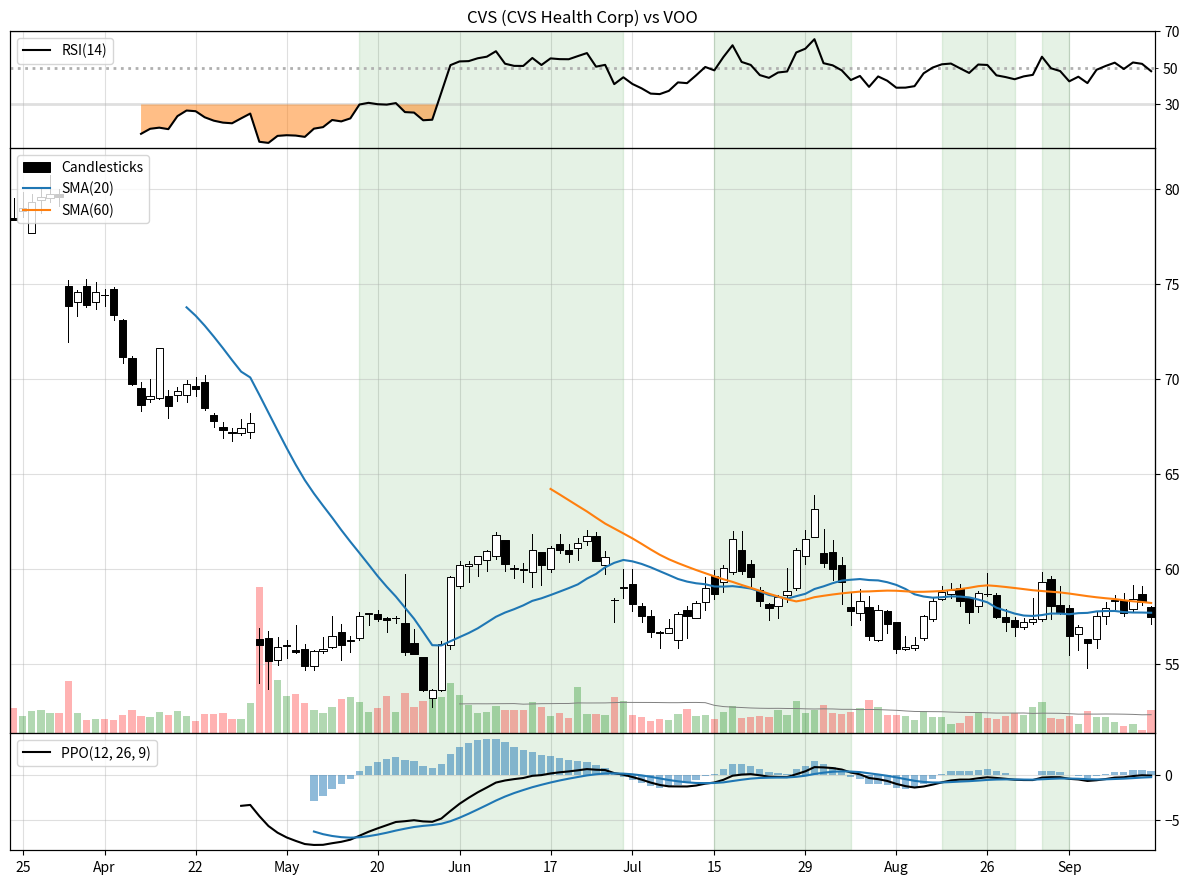 CVS (CVS Health Corp) vs VOO
RSI(14)
70
50
30
Candlesticks
SMA(20)
SMA(60)
80
75
70
65
60
55
PPO(12, 26, 9)
0
−5
25 Apr 22 May 20 Jun 17 Jul 15 29 Aug 26 Sep